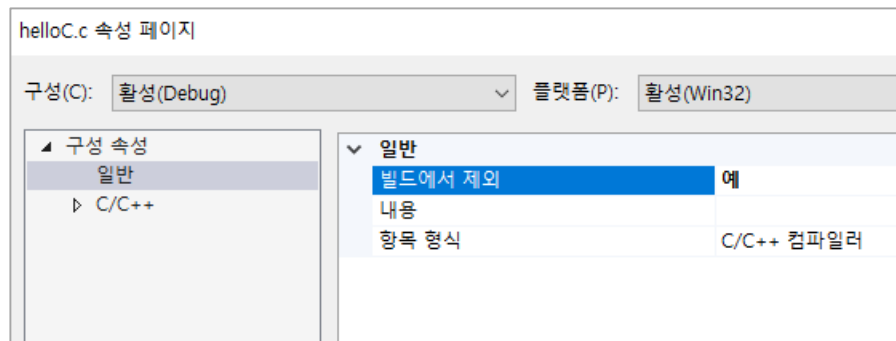 helloC.c 속성 페이지
구성(C): 활성(Debug) 플랫폼(P): 활성(Win32)
구성 속성
일반
C/C++
일반
빌드에서 제외 예
내용
항목 형식 C/C++ 컴파일러